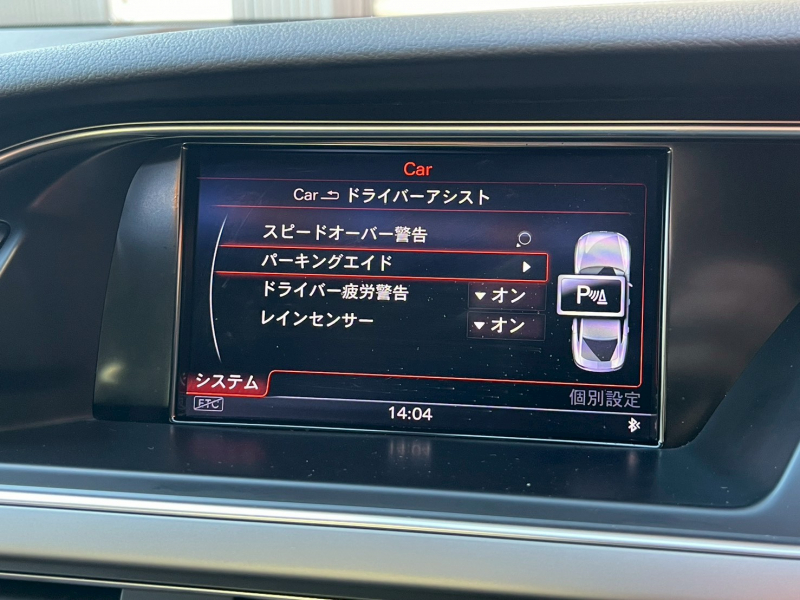 Car
Car ドライバーアシスト
スピードオーバー警告
パーキングエイド
ドライバー疲労警告 オン
P
レインセンサー オン
システム
個別設定
ETC
14:04